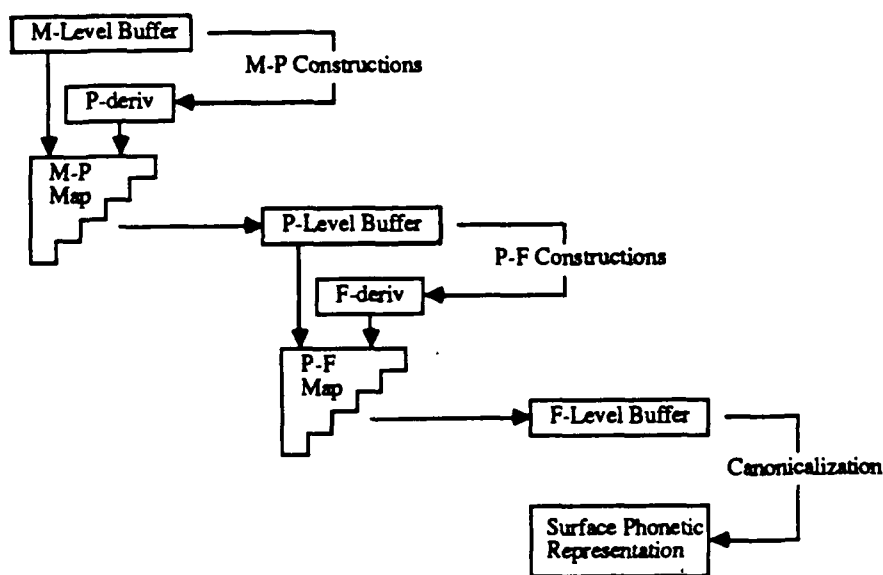 M-Level Buffer
M-P Constructions
P-deriv
M-P
Map
P-Level Buffer
P-F Constructions
F-deriv
P-F
Map
F-Level Buffer
Canonicalization
Surface Phonetic
Representation